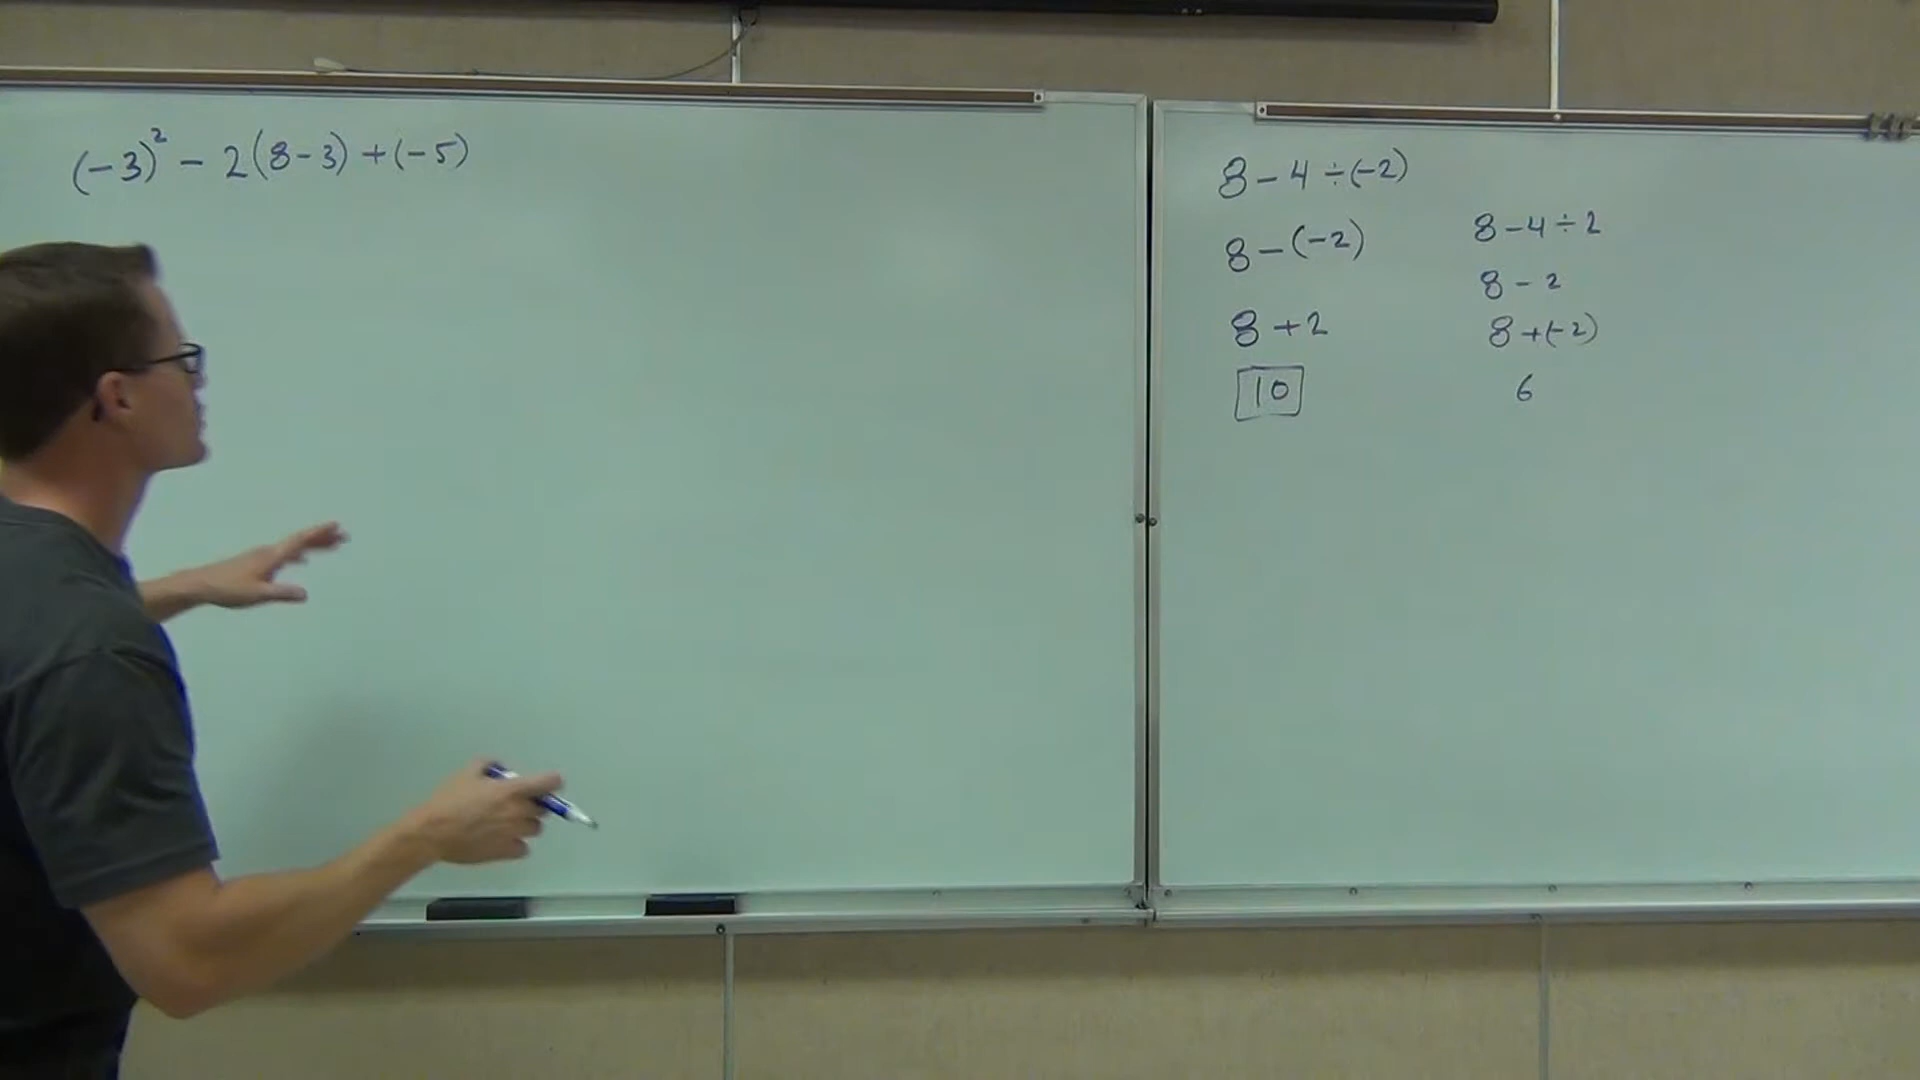 (-3)² - 2(8-3) + (-5)
8 - 4 ÷ (-2)
8 - (-2)
8 + 2
10
8 - 4 ÷ 2
8 - 2
8 + (-2)
6